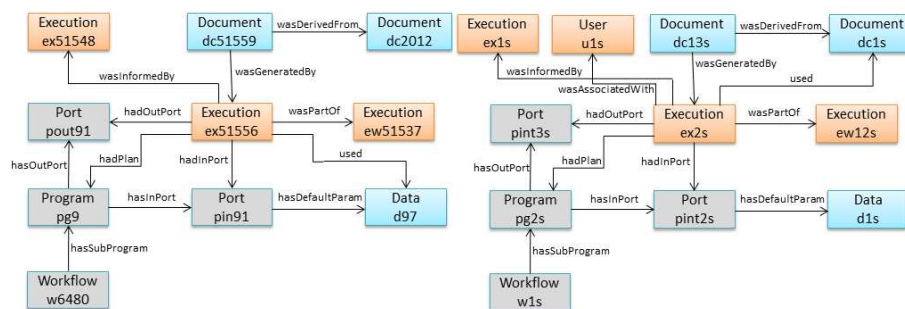 Execution
ex51548
Document
dc51559
wasDerivedFrom
Document
dc2012
wasInformedBy
wasGeneratedBy
Port
pout91
hadOutPort
Execution
ex51556
wasPartOf
Execution
ew51537
hasOutPort
hadPlan
hadInPort
used
Program
pg9
hasInPort
Port
pin91
hasDefaultParam
Data
d97
hasSubProgram
Workflow
w6480
Execution
ex1s
User
u1s
Document
dc13s
wasDerivedFrom
Document
dc1s
wasInformedBy
wasGeneratedBy
used
wasAssociatedWith
Port
pint3s
hadOutPort
Execution
ex2s
wasPartOf
Execution
ew12s
hasOutPort
hadPlan
hadInPort
Program
pg2s
hasInPort
Port
pint2s
hasDefaultParam
Data
d1s
hasSubProgram
Workflow
w1s